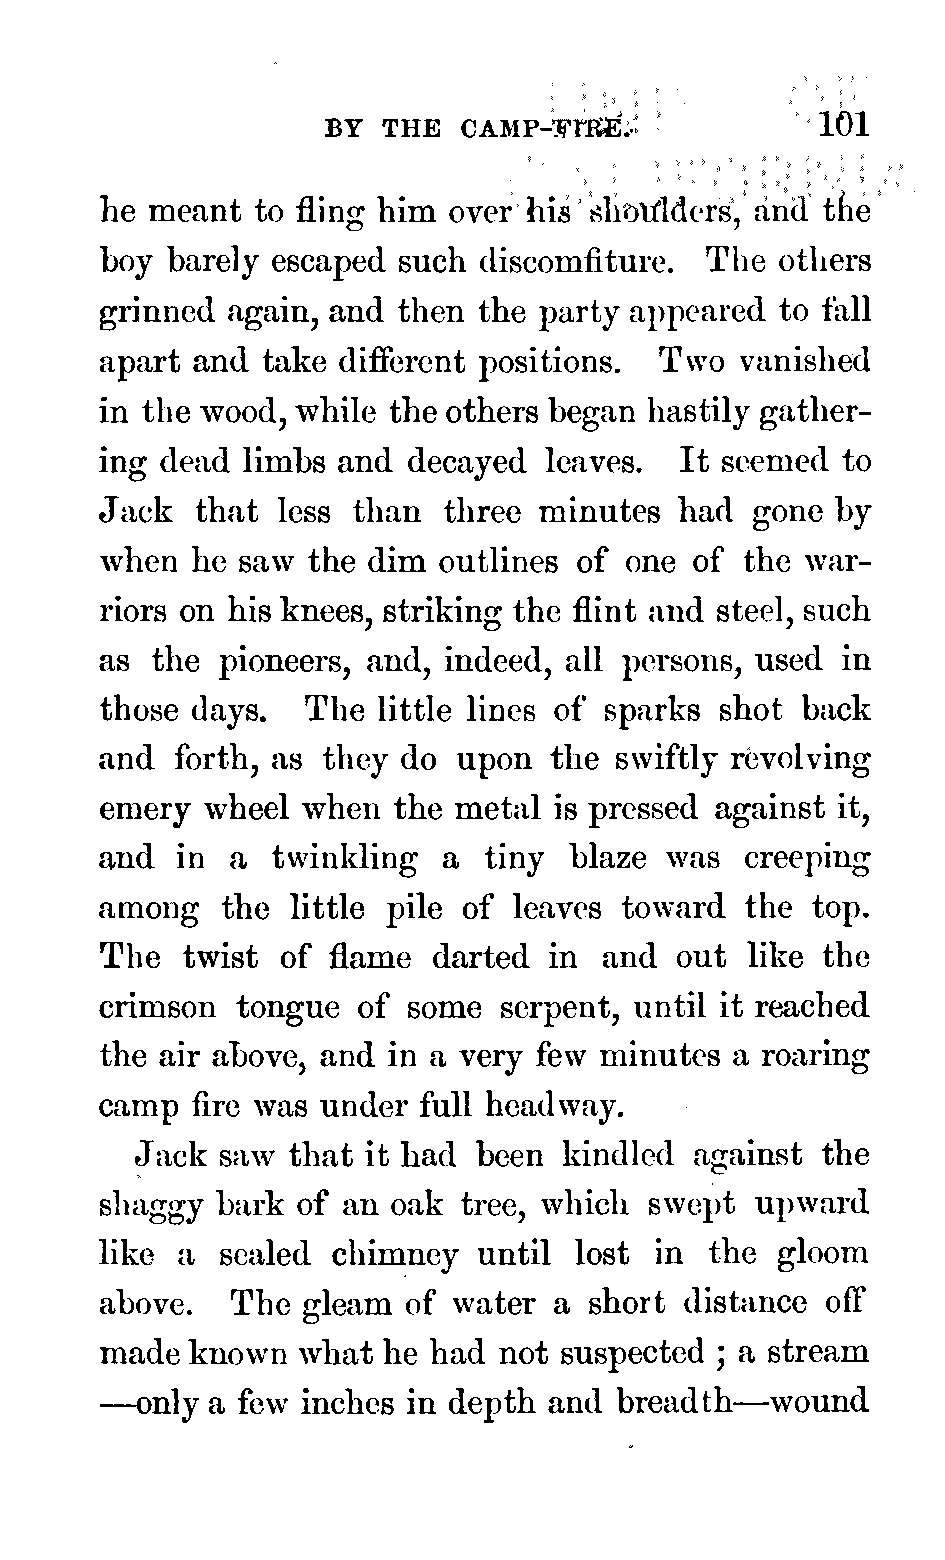 BY THE CAMP-FIRE. 101
he meant to fling him over his shoulders, and the
boy barely escaped such discomfiture. The others
grinned again, and then the party appeared to fall
apart and take different positions. Two vanished
in the wood, while the others began hastily gather-
ing dead limbs and decayed leaves. It seemed to
Jack that less than three minutes had gone by
when he saw the dim outlines of one of the war-
riors on his knees, striking the flint and steel, such
as the pioneers, and, indeed, all persons, used in
those days. The little lines of sparks shot back
and forth, as they do upon the swiftly revolving
emery wheel when the metal is pressed against it,
and in a twinkling a tiny blaze was creeping
among the little pile of leaves toward the top.
The twist of flame darted in and out like the
crimson tongue of some serpent, until it reached
the air above, and in a very few minutes a roaring
camp fire was under full headway.
Jack saw that it had been kindled against the
shaggy bark of an oak tree, which swept upward
like a scaled chimney until lost in the gloom
above. The gleam of water a short distance off
made known what he had not suspected ; a stream
—only a few inches in depth and breadth—wound